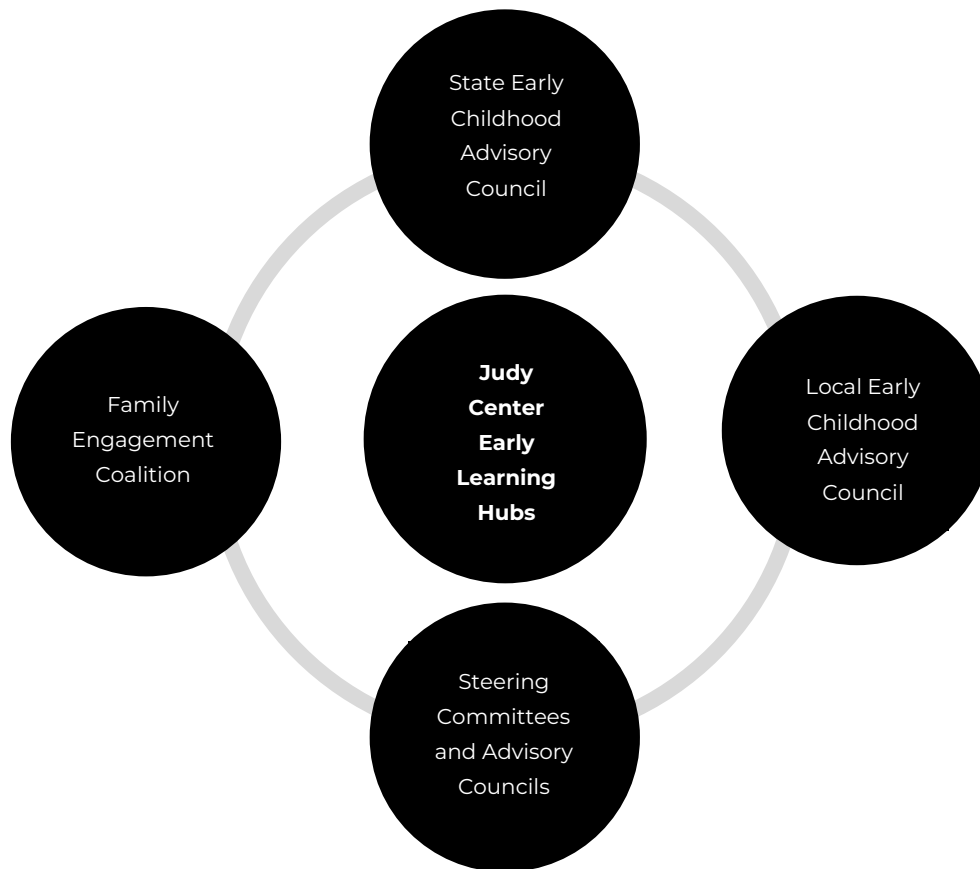 State Early
Childhood
Advisory
Council
Family
Engagement
Coalition
Judy
Center
Early
Learning
Hubs
Local Early
Childhood
Advisory
Council
Steering
Committees
and Advisory
Councils